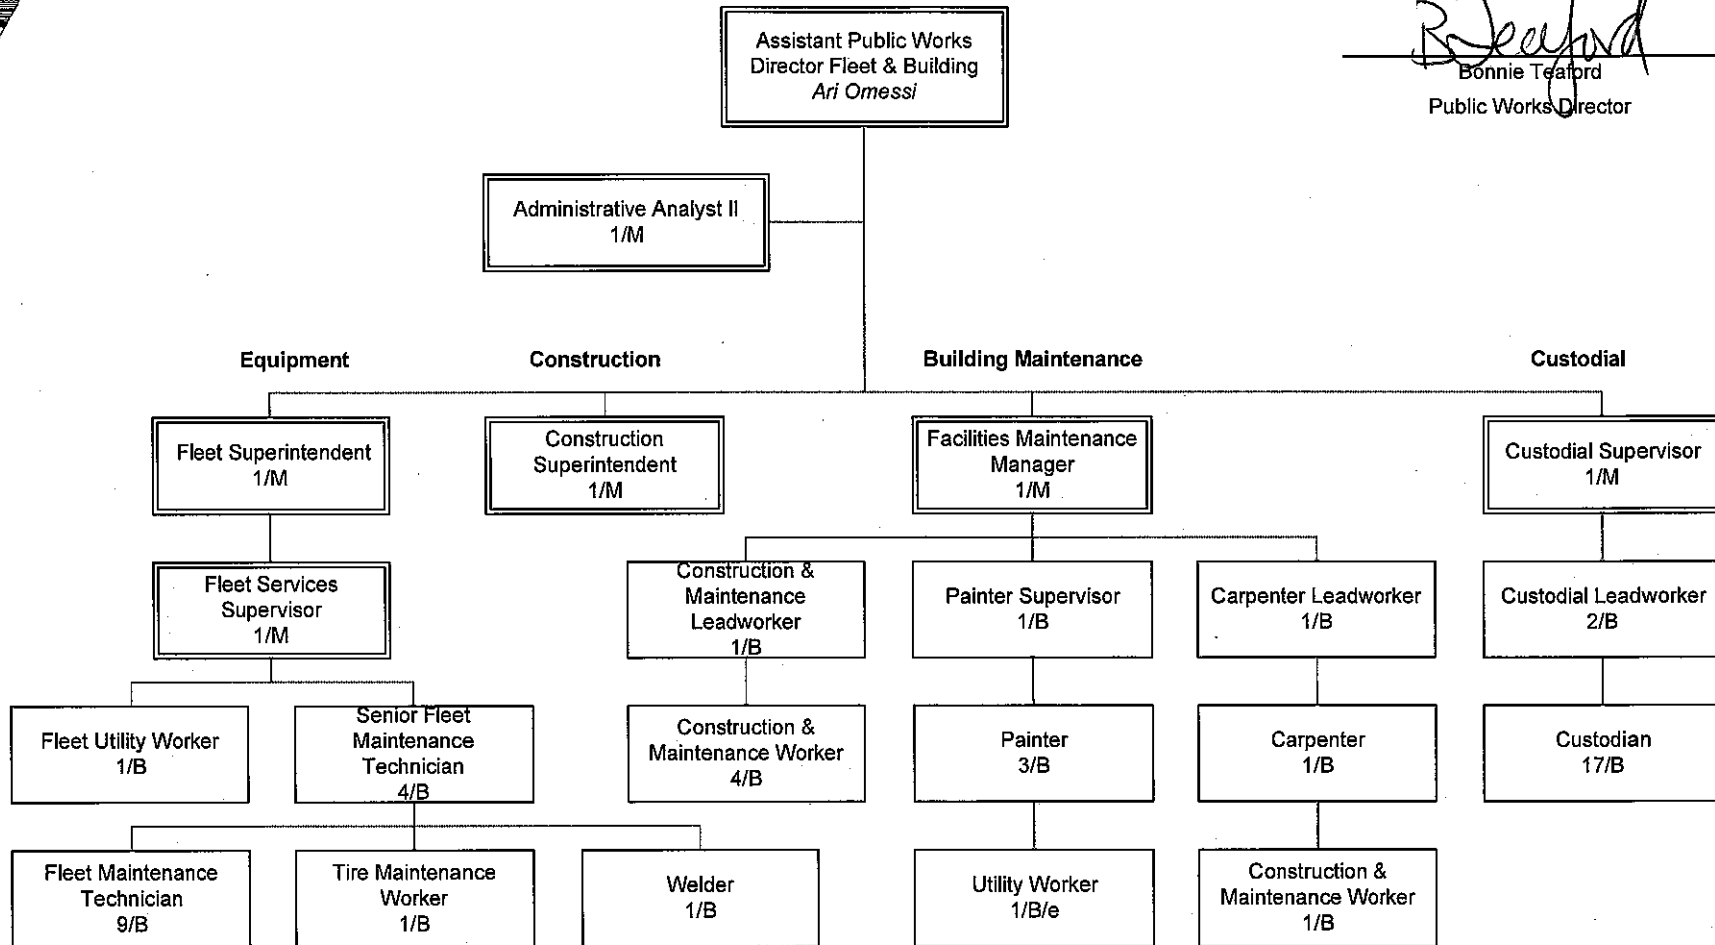 Assistant Public Works
Director Fleet & Building
Ari Omessi
BTeaford
Bonnie Teaford
Public Works Director
Administrative Analyst II
1/M
Equipment
Construction
Building Maintenance
Custodial
Fleet Superintendent
1/M
Construction
Superintendent
1/M
Facilities Maintenance
Manager
1/M
Custodial Supervisor
1/M
Fleet Services
Supervisor
1/M
Construction &
Maintenance
Leadworker
1/B
Painter Supervisor
1/B
Carpenter Leadworker
1/B
Custodial Leadworker
2/B
Fleet Utility Worker
1/B
Senior Fleet
Maintenance
Technician
4/B
Construction &
Maintenance Worker
4/B
Painter
3/B
Carpenter
1/B
Custodian
17/B
Fleet Maintenance
Technician
9/B
Tire Maintenance
Worker
1/B
Welder
1/B
Utility Worker
1/B/e
Construction &
Maintenance Worker
1/B